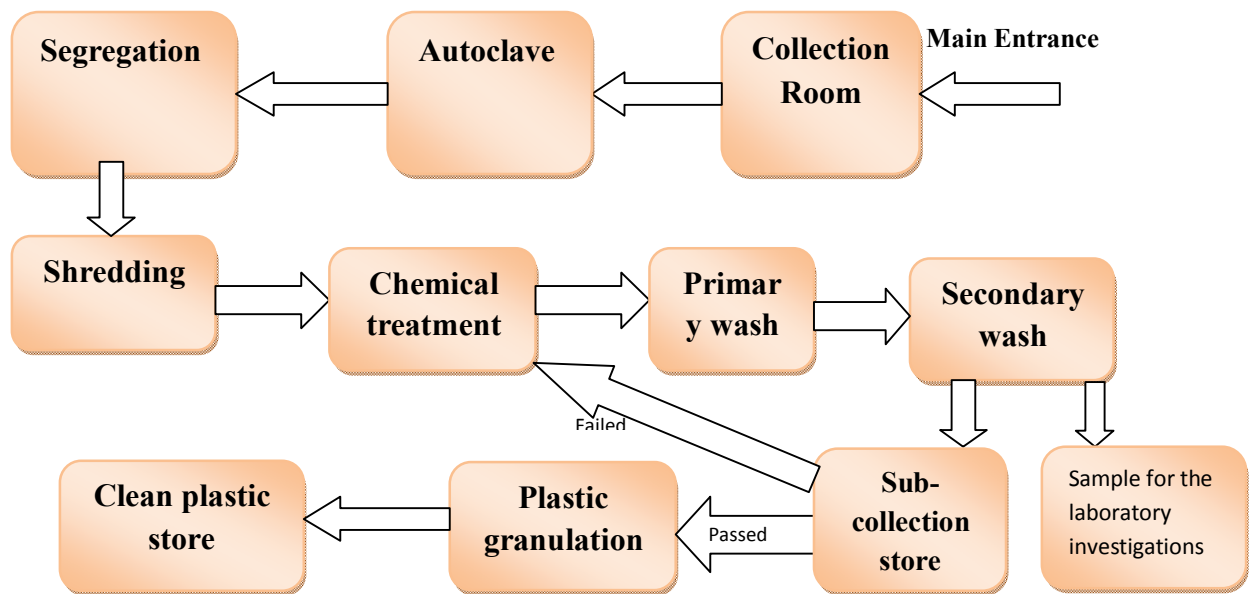 Main Entrance
Collection
Room
Autoclave
Segregation
Shredding
Chemical
treatment
Primar
y wash
Secondary
wash
Failed
Sample for the
laboratory
investigations
Sub-
collection
store
Passed
Plastic
granulation
Clean plastic
store